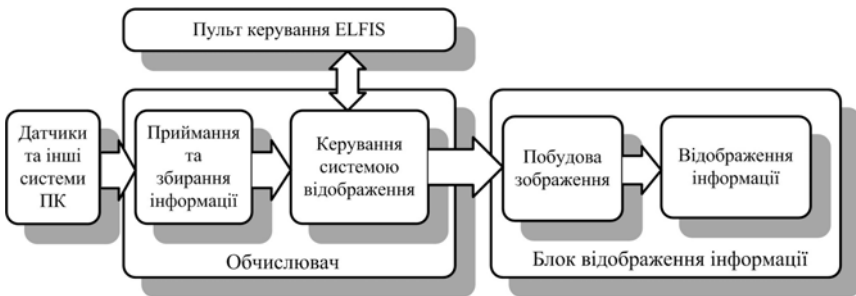 Пульт керування ELFIS
Датчики
та інші
системи
ПК
Приймання
та
збирання
інформації
Керування
системою
відображення
Обчислювач
Побудова
зображення
Відображення
інформації
Блок відображення інформації